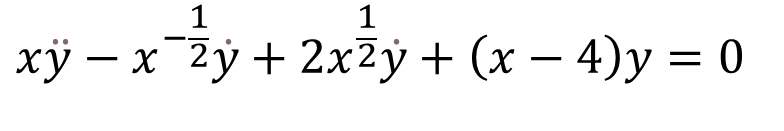 xÿ − x^{−1/2}ẏ + 2x^{1/2}ẏ + (x − 4)y = 0